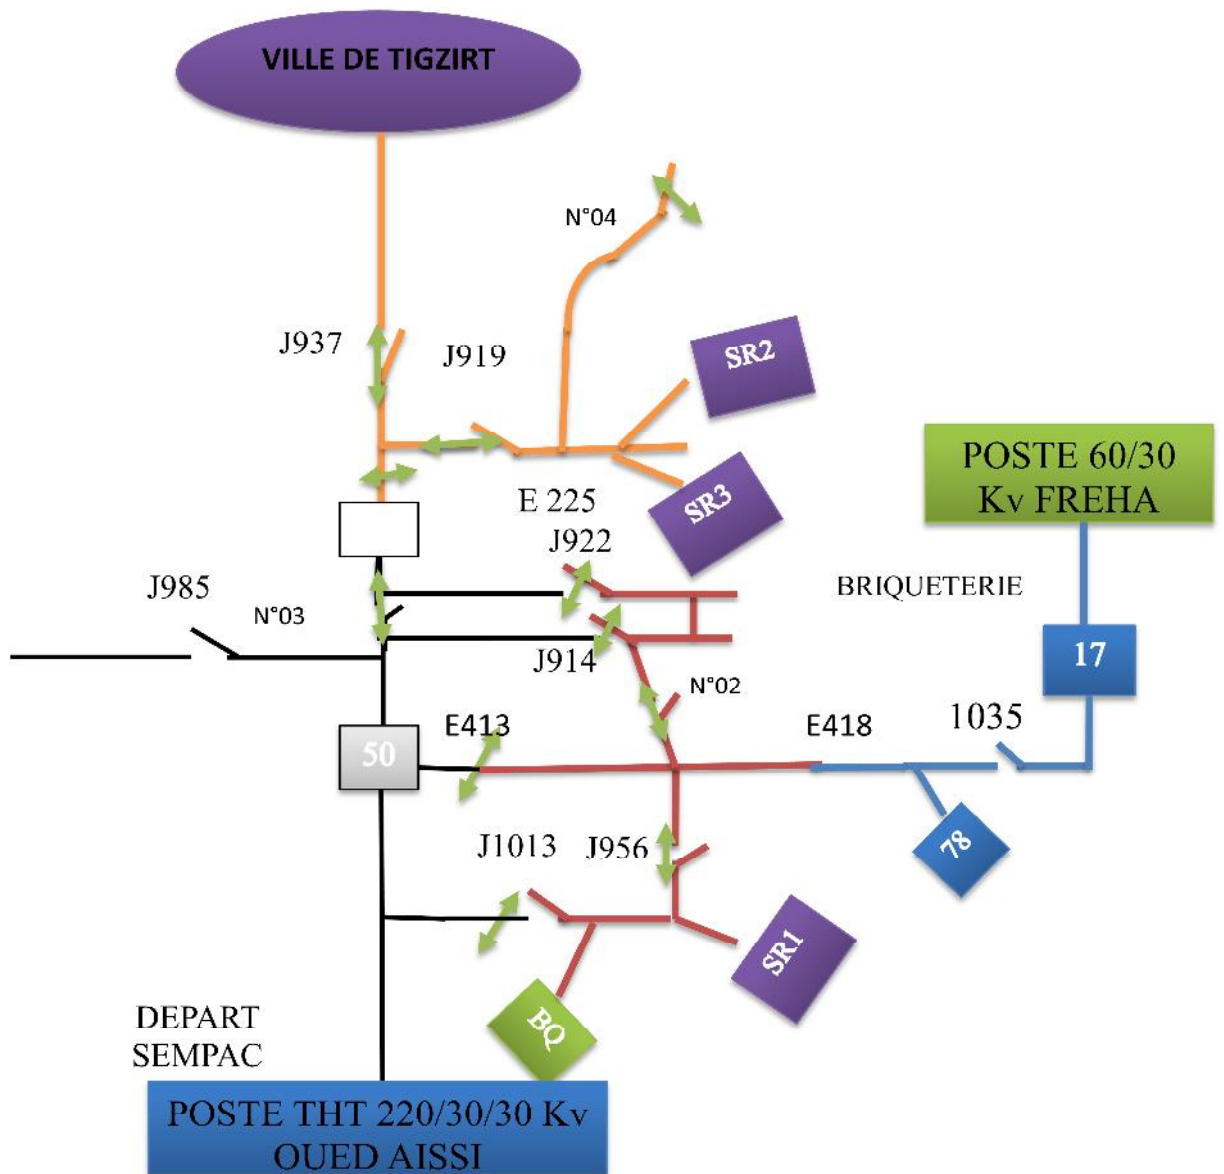 VILLE DE TIGZIRT
N°04
J937
J919
SR2
POSTE 60/30
Kv FREHA
SR3
E 225
J922
J985
N°03
BRIQUETERIE
J914
17
N°02
E413
50
E418
1035
78
J1013
J956
SR1
BQ
DEPART
SEMPAC
POSTE THT 220/30/30 Kv
OUED AISSI